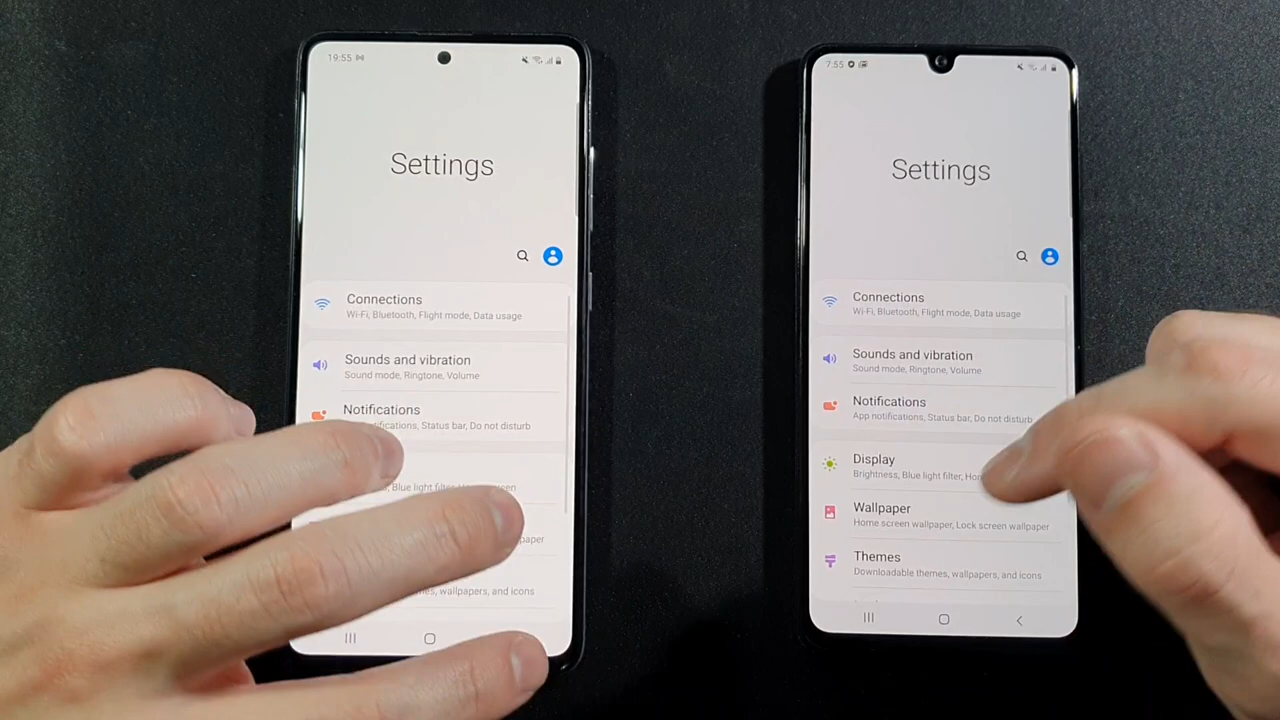 19:55
Settings
Connections
Wi-Fi, Bluetooth, Flight mode, Data usage
Sounds and vibration
Sound mode, Ringtone, Volume
Notifications
Status bar, Do not disturb
Blue light filter
wallpapers, and icons
7:55
Settings
Connections
Wi-Fi, Bluetooth, Flight mode, Data usage
Sounds and vibration
Sound mode, Ringtone, Volume
Notifications
App notifications, Status bar, Do not disturb
Display
Brightness, Blue light filter,
Wallpaper
Home screen wallpaper, Lock screen wallpaper
Themes
Downloadable themes, wallpapers, and icons